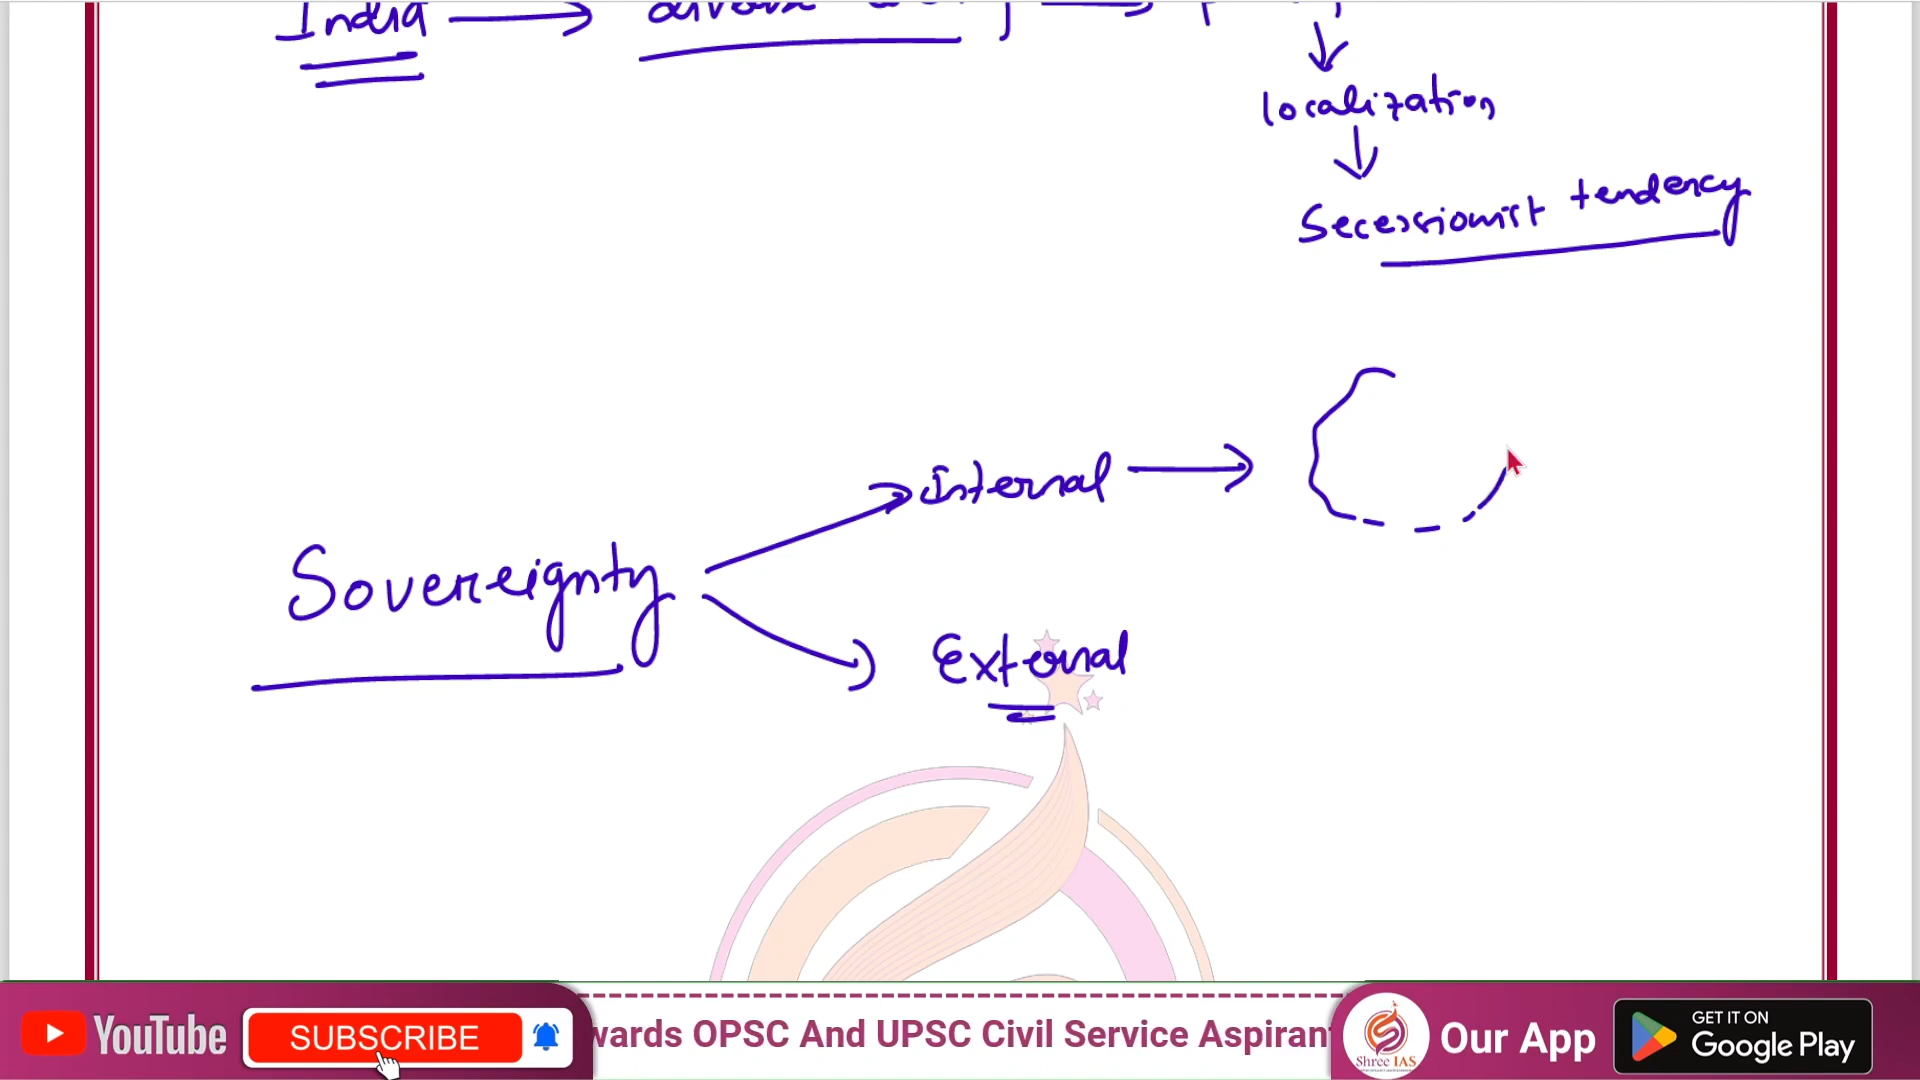 India
localization
Secessionist tendency
Internal
Sovereignty
External
YouTube
SUBSCRIBE
wards OPSC And UPSC Civil Service Aspiran
Shree IAS
Our App
GET IT ON
Google Play